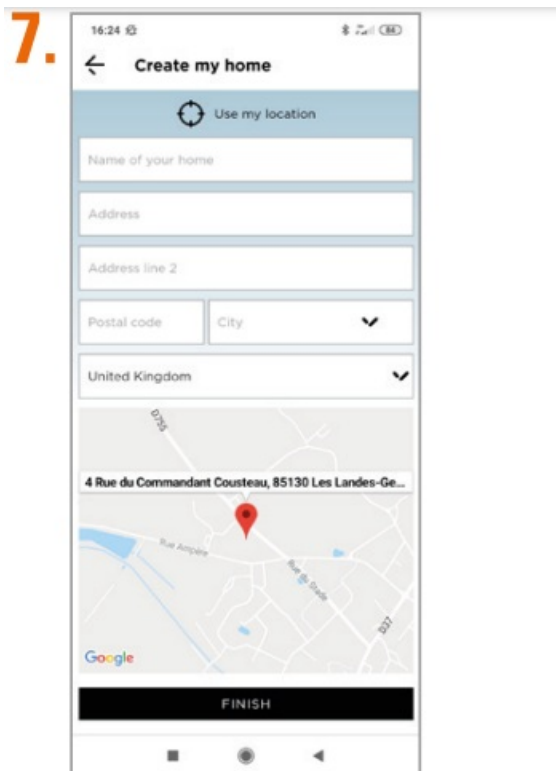 7.
16:24
84
Create my home
Use my location
Name of your home
Address
Address line 2
Postal code
City
United Kingdom
D755
4 Rue du Commandant Cousteau, 85130 Les Landes-Ge...
Rue Ampère
Rue du Stade
D37
Google
FINISH